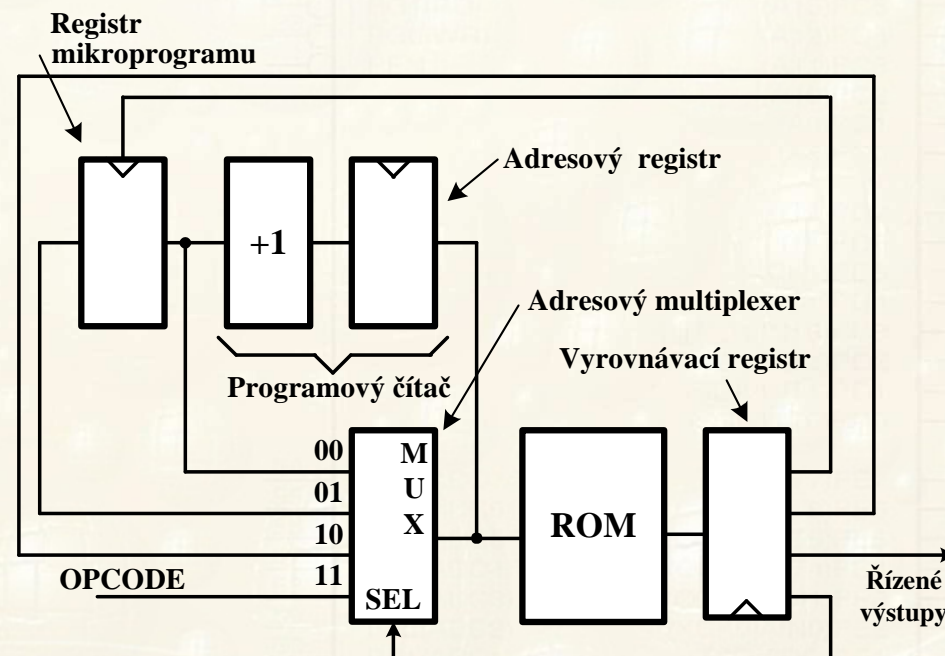 Registr
mikroprogramu
Adresový registr
+1
Adresový multiplexer
Vyrovnávací registr
Programový čítač
00
M
01
U
X
10
ROM
OPCODE
11
SEL
Řízené
výstupy